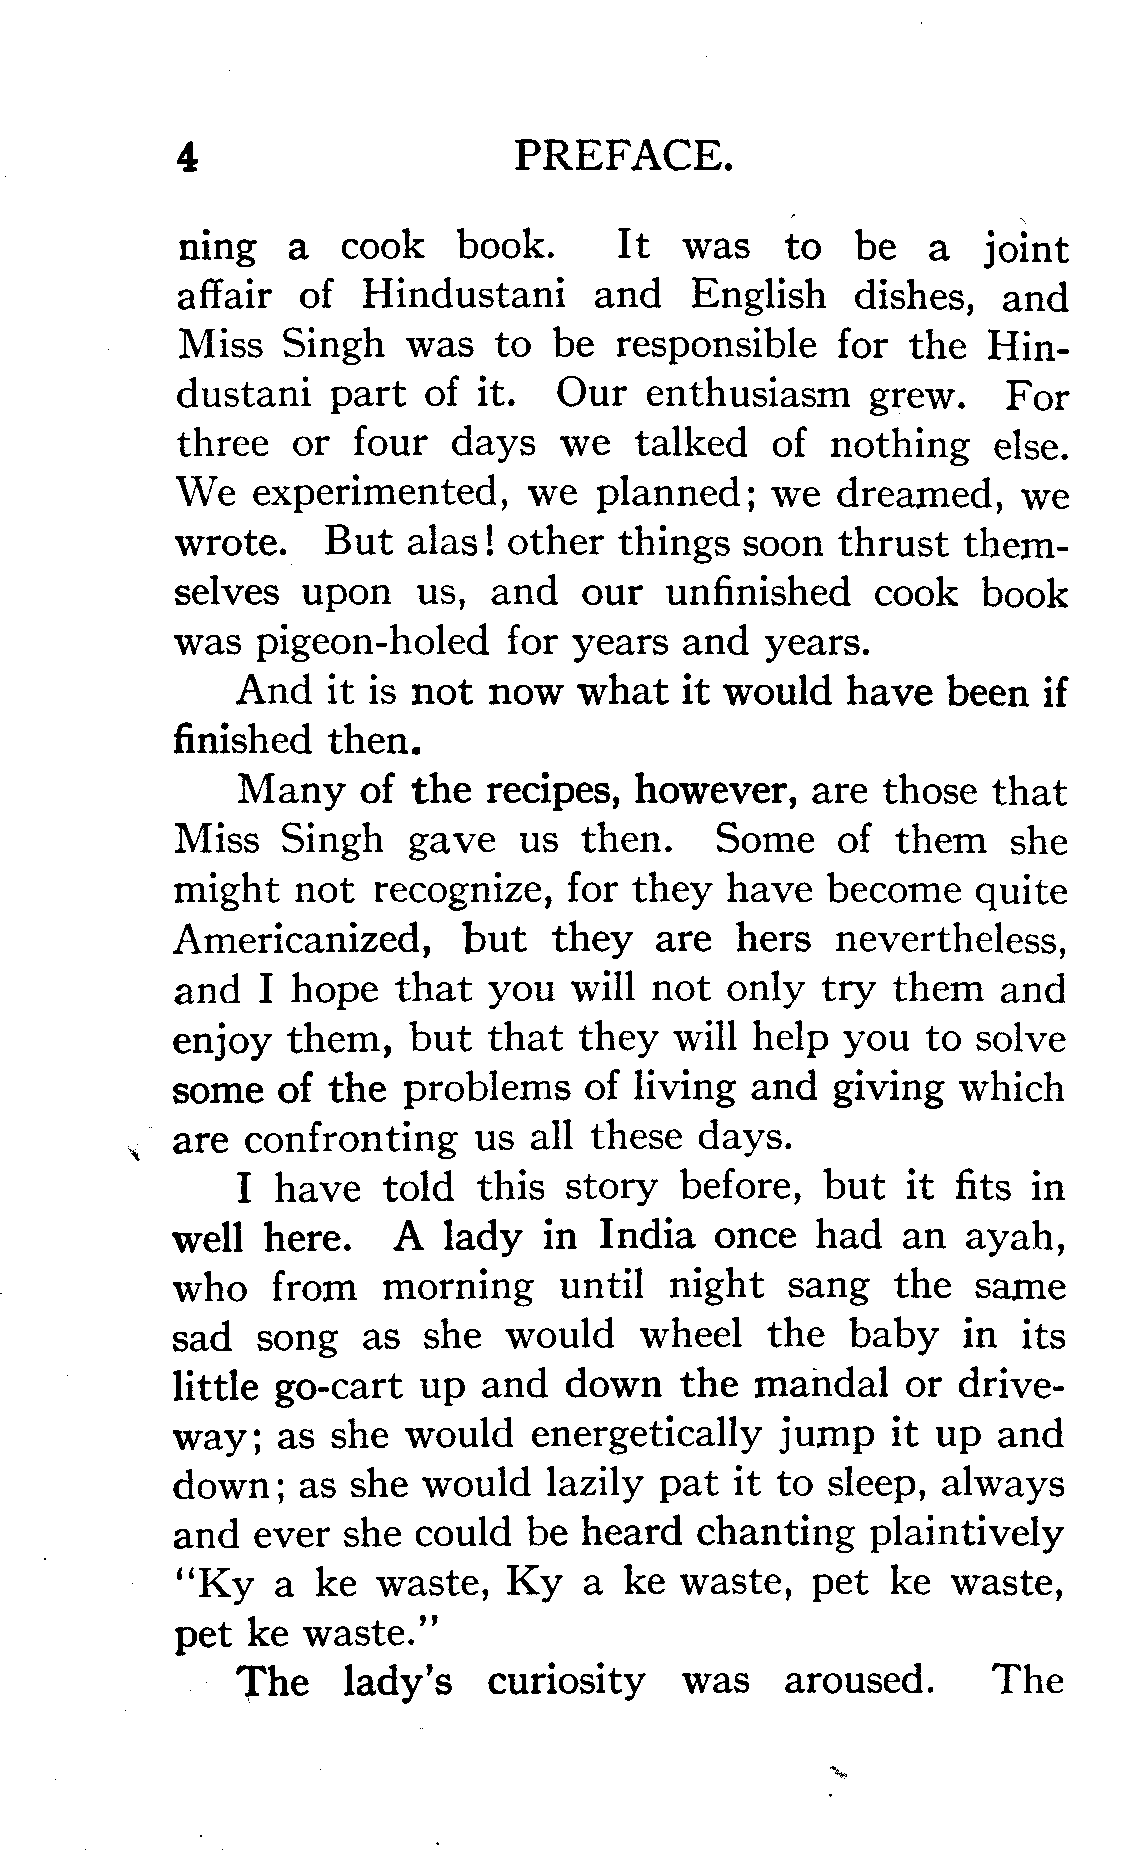 4 PREFACE.
ning a cook book. It was to be a joint
affair of Hindustani and English dishes, and
Miss Singh was to be responsible for the Hin-
dustani part of it. Our enthusiasm grew. For
three or four days we talked of nothing else.
We experimented, we planned; we dreamed, we
wrote. But alas! other things soon thrust them-
selves upon us, and our unfinished cook book
was pigeon-holed for years and years.
And it is not now what it would have been if
finished then.
Many of the recipes, however, are those that
Miss Singh gave us then. Some of them she
might not recognize, for they have become quite
Americanized, but they are hers nevertheless,
and I hope that you will not only try them and
enjoy them, but that they will help you to solve
some of the problems of living and giving which
are confronting us all these days.
I have told this story before, but it fits in
well here. A lady in India once had an ayah,
who from morning until night sang the same
sad song as she would wheel the baby in its
little go-cart up and down the mandal or drive-
way; as she would energetically jump it up and
down; as she would lazily pat it to sleep, always
and ever she could be heard chanting plaintively
"Ky a ke waste, Ky a ke waste, pet ke waste,
pet ke waste."
The lady's curiosity was aroused. The